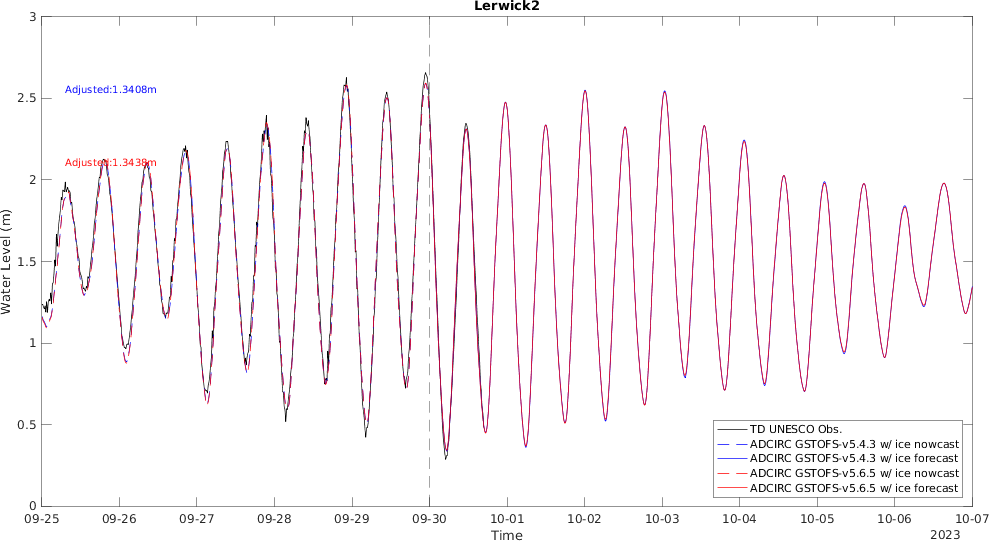 Lerwick2
3
2.5
2
1.5
1
0.5
0
Water Level (m)
Adjusted:1.3408m
Adjusted:1.3438m
TD UNESCO Obs.
ADCIRC GSTOFS-v5.4.3 w/ ice nowcast
ADCIRC GSTOFS-v5.4.3 w/ ice forecast
ADCIRC GSTOFS-v5.6.5 w/ ice nowcast
ADCIRC GSTOFS-v5.6.5 w/ ice forecast
09-25 09-26 09-27 09-28 09-29 09-30 10-01 10-02 10-03 10-04 10-05 10-06 10-07
Time
2023